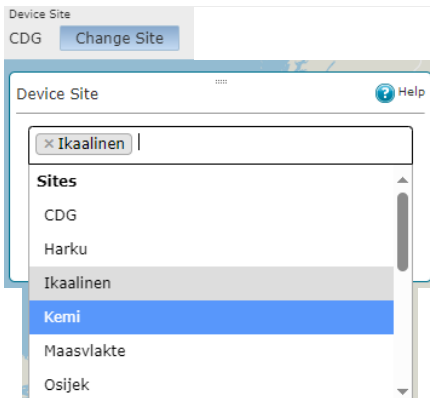 Device Site
CDG Change Site
Device Site Help
× Ikaalinen
Sites
CDG
Harku
Ikaalinen
Kemi
Maasvlakte
Osijek